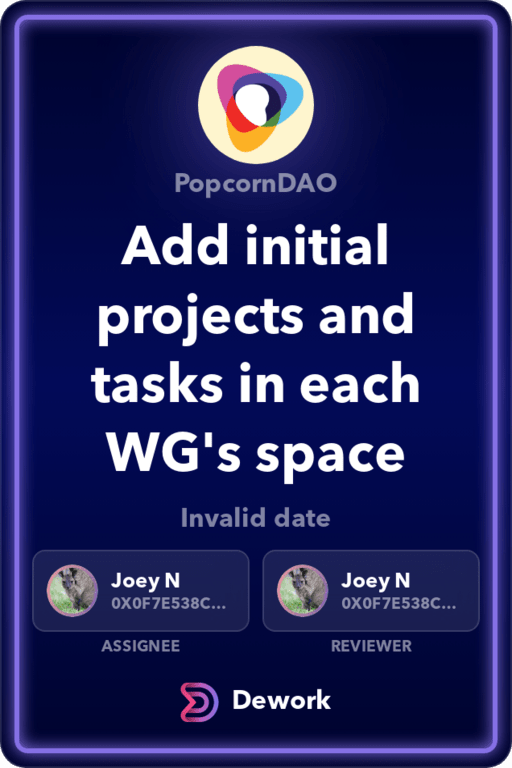 PopcornDAO
Add initial
projects and
tasks in each
WG's space
Invalid date
Joey N
0X0F7E538C...
Joey N
0X0F7E538C...
ASSIGNEE
REVIEWER
Dework